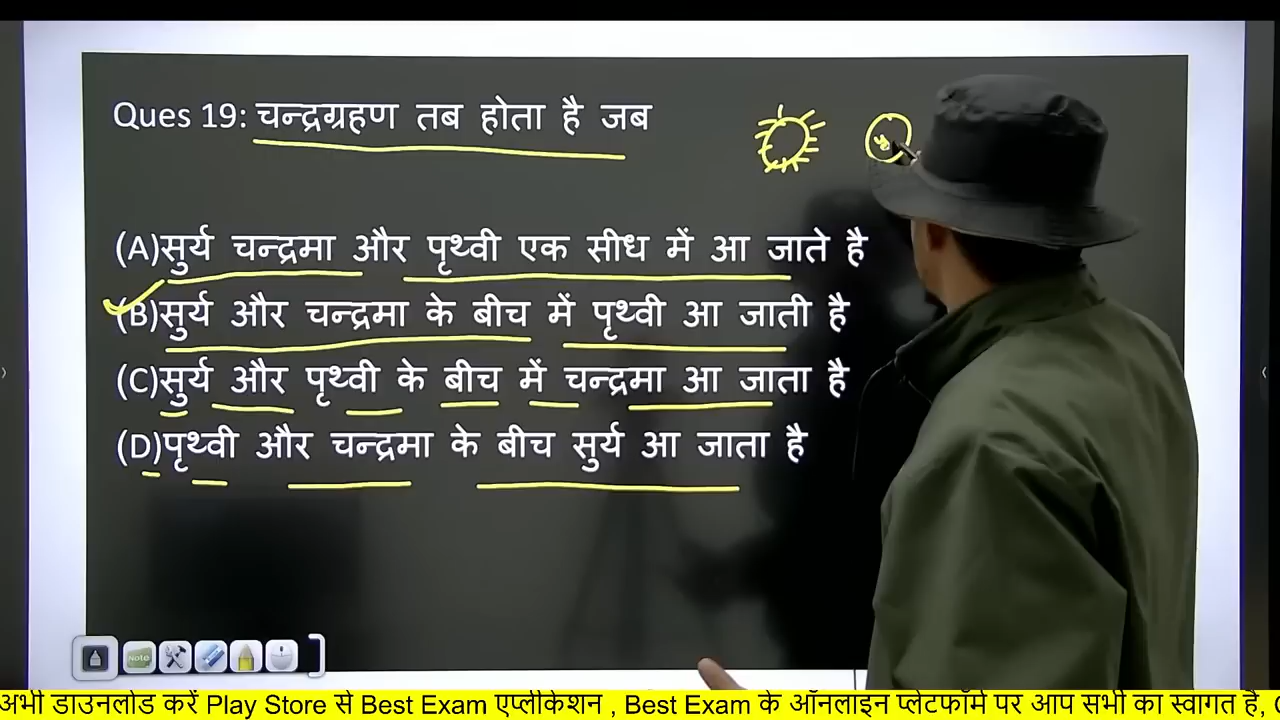 Ques 19: चन्द्रग्रहण तब होता है जब
(A)सुर्य चन्द्रमा और पृथ्वी एक सीध में आ जाते है
(B)सुर्य और चन्द्रमा के बीच में पृथ्वी आ जाती है
(C)सुर्य और पृथ्वी के बीच में चन्द्रमा आ जाता है
(D)पृथ्वी और चन्द्रमा के बीच सुर्य आ जाता है
Note
अभी डाउनलोड करें Play Store से Best Exam एप्लीकेशन , Best Exam के ऑनलाइन प्लेटफॉर्म पर आप सभी का स्वागत है,